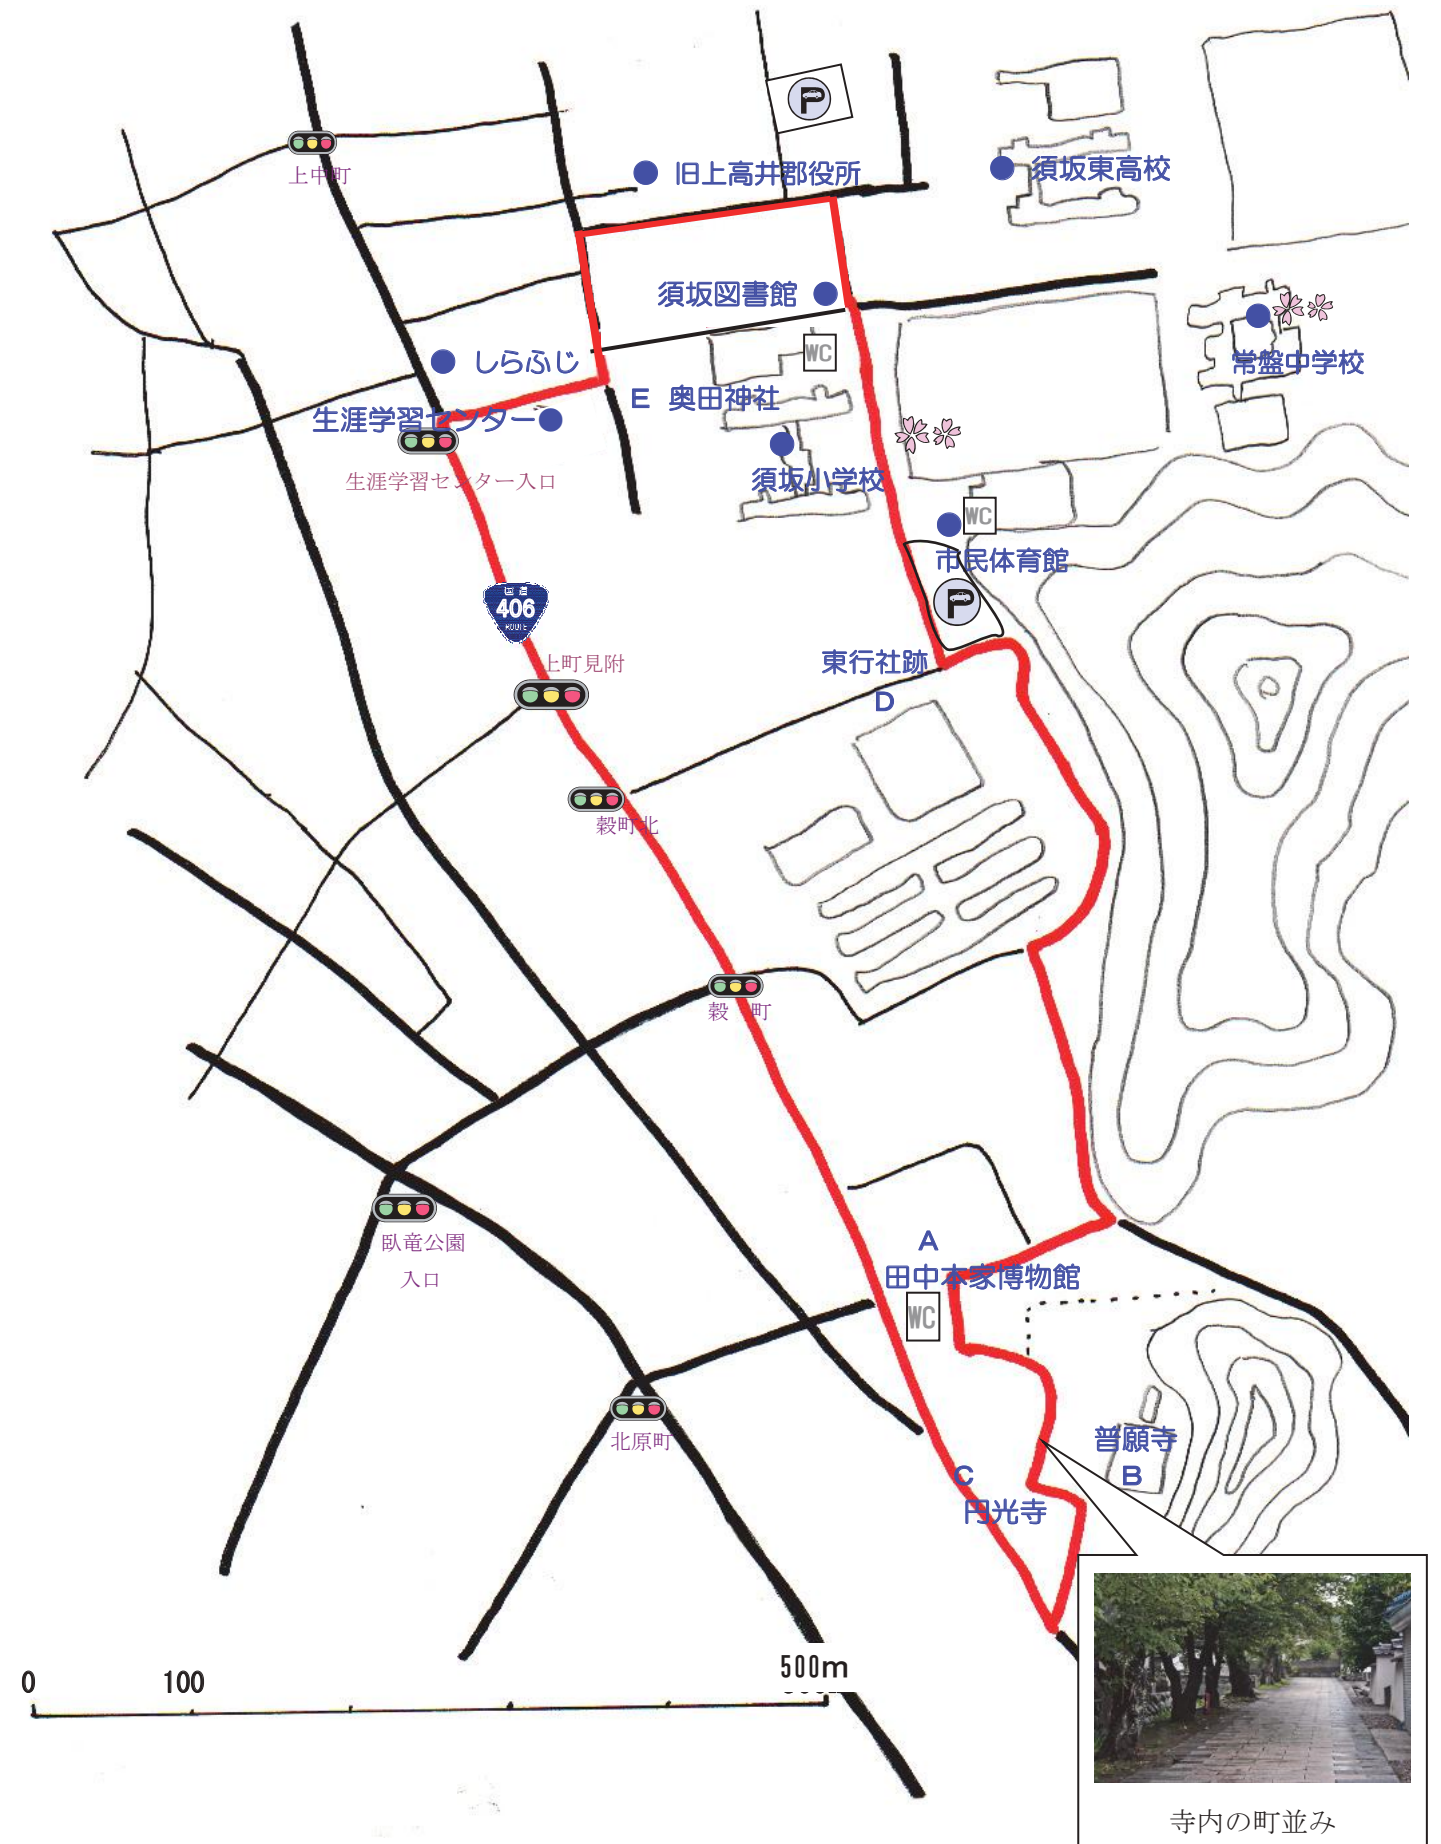 P
上中町
旧上高井郡役所
須坂東高校
須坂図書館
WC
しらふじ
常盤中学校
E 奥田神社
生涯学習センター
須坂小学校
生涯学習センター入口
WC
市民体育館
P
406
ROUTE
上町見附
東行社跡
D
穀町北
穀 町
臥竜公園
入口
A
田中本家博物館
WC
北原町
普願寺
B
C
円光寺
0
100
500m
寺内の町並み